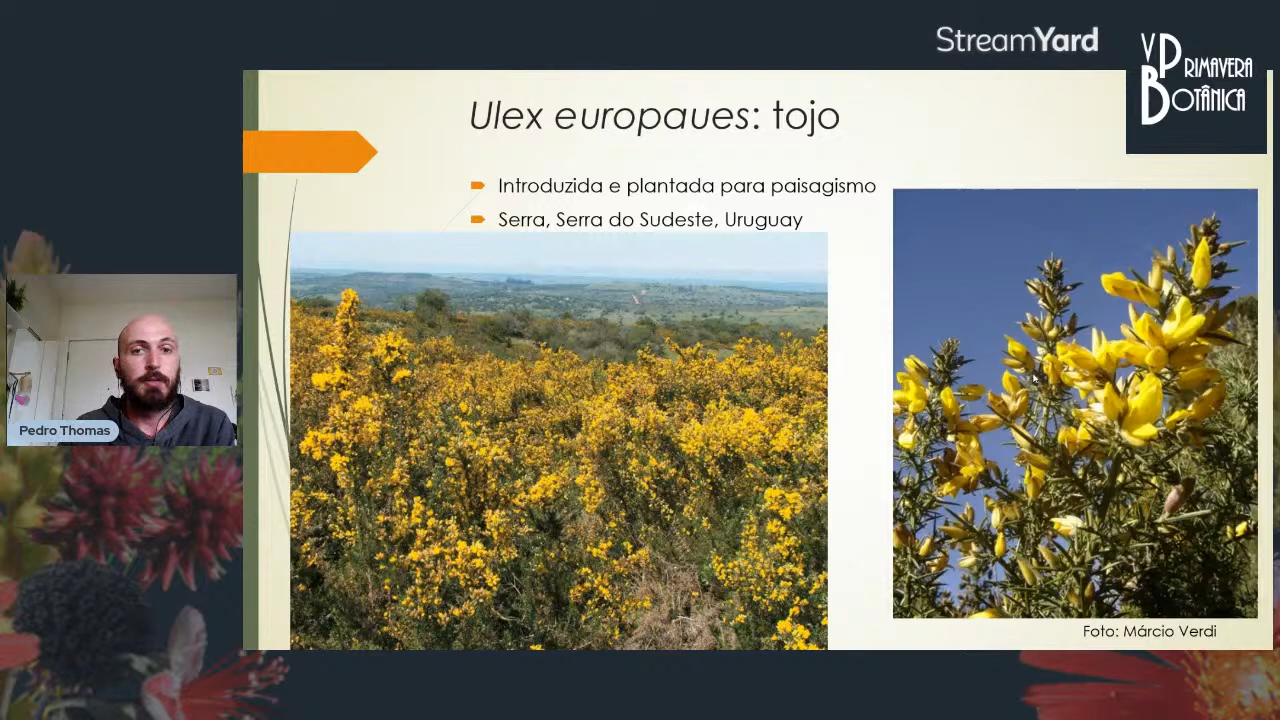 StreamYard
V PRIMAVERA
BOTÂNICA
Ulex europaues: tojo
Introduzida e plantada para paisagismo
Serra, Serra do Sudeste, Uruguay
Pedro Thomas
Foto: Márcio Verdi